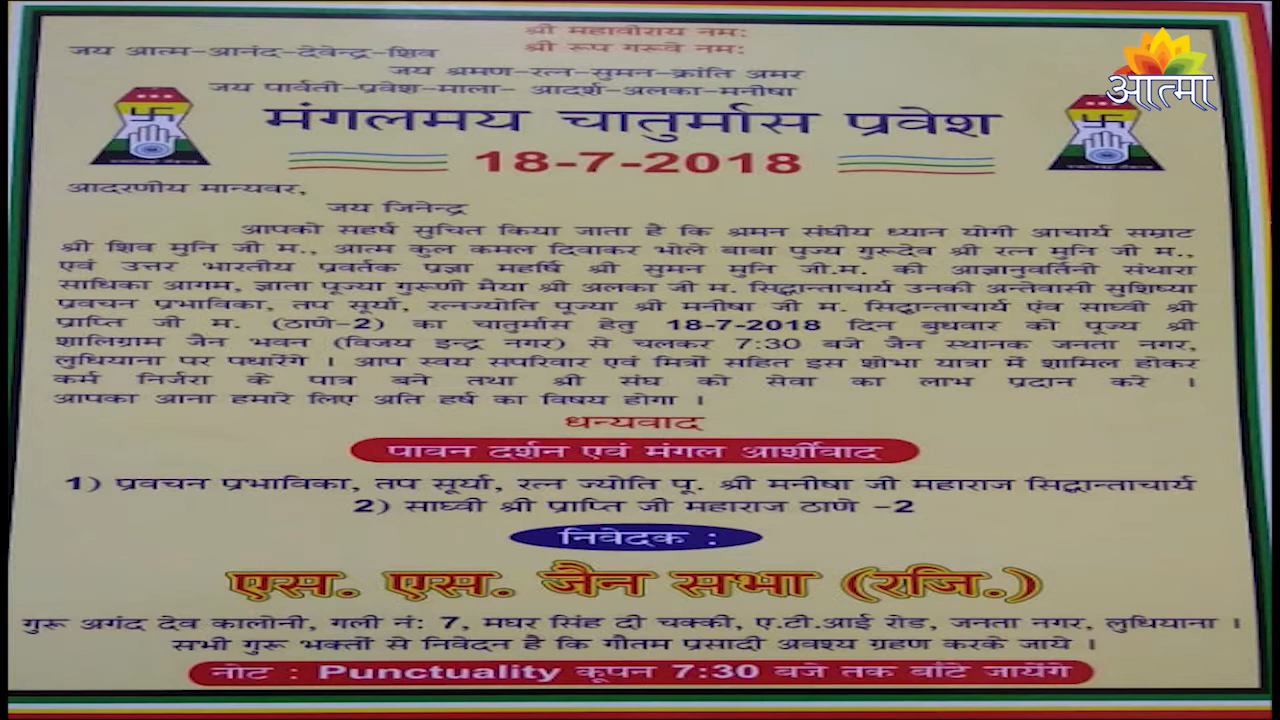 श्री महावीराय नमः
श्री रूप गरूवे नमः
जय आत्म-आनंद-देवेन्द्र-शिव
जय श्रमण-रत्न-सुमन-क्रांति अमर
जय पार्वती-प्रवेश- आदर्श-अलका-मनीषा
आत्मा
मंगलमय चार्तुमास प्रवेश
18-7-2018
आदरणीय मान्यवर,
जय जिनेन्द्र
आपको सहर्ष सुचित किया जाता है कि श्रमन संघीय ध्यान योगी आचार्य सम्राट
श्री शिव मुनि जी म., आत्म कुल कमल दिवाकर भोले बाबा पुज्य गुरूदेव श्री रत्न मुनि जी म.,
एवं उत्तर भारतीय प्रवर्तक प्रज्ञा महर्षि श्री सुमन मुनि जी.म. की आज्ञानुवर्तिनी संथारा
साधिका आगम, ज्ञाता पूज्या गुरूणी मैया श्री अलका जी म. सिद्धान्ताचार्य उनकी अन्तेवासी सुशिष्या
प्रवचन प्रभाविका, तप सूर्या, रत्नज्योति पूज्या श्री मनीषा जी म. सिद्धान्ताचार्य एंव साध्वी श्री
प्राप्ति जी म. (ठाणे-2) का चार्तुमास हेतु 18-7-2018 दिन बुधवार को पूज्य श्री
शालिग्राम जैन भवन (विजय इन्द्र नगर) से चलकर 7:30 बजे जैन स्थानक जनता नगर,
लुधियाना पर पधारेंगे । आप स्वय सपरिवार एवं मित्रों सहित इस शोभा यात्रा में शामिल होकर
कर्म निर्जरा के पात्र बने तथा श्री संघ को सेवा का लाभ प्रदान करे ।
आपका आना हमारे लिए अति हर्ष का विषय होगा ।
धन्यवाद
पावन दर्शन एवं मंगल आर्शीवाद
1) प्रवचन प्रभाविका, तप सूर्या, रत्न ज्योति पू. श्री मनीषा जी महाराज सिद्धान्ताचार्य
2) साध्वी श्री प्राप्ति जी महाराज ठाणे -2
निवेदक :
एस. एस. जैन सभा (रजि.)
गुरू अगंद देव कालोनी, गली नं: 7, मघर सिंह दी चक्की, ए.टी.आई रोड, जनता नगर, लुधियाना ।
सभी गुरू भक्तों से निवेदन है कि गौतम प्रसादी अवश्य ग्रहण करके जाये ।
नोट : Punctuality कूपन 7:30 बजे तक बाँटे जायेंगे